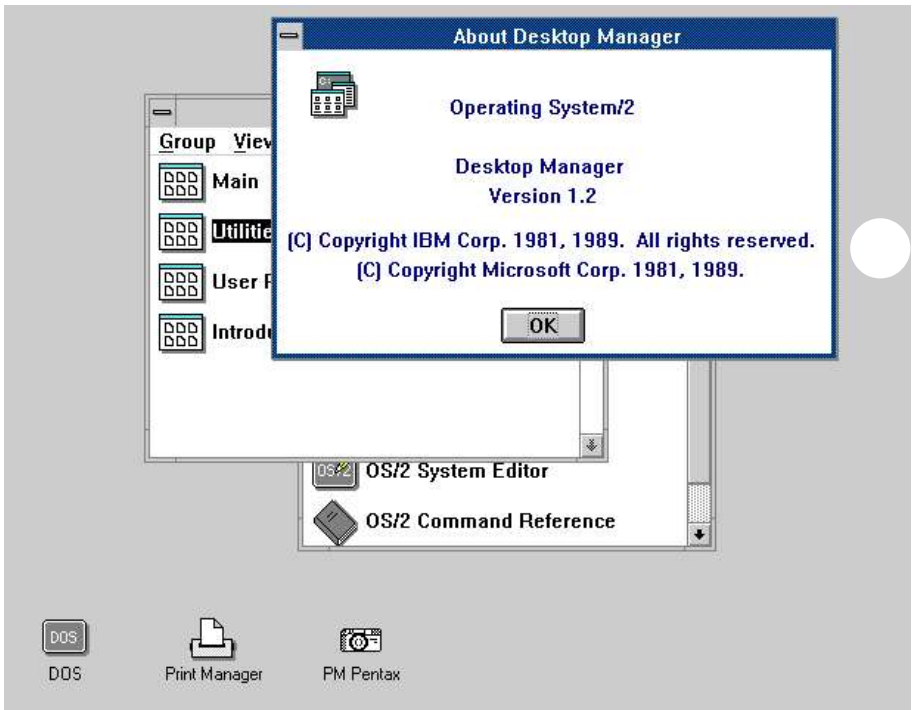 About Desktop Manager
Operating System/2
Desktop Manager
Version 1.2
(C) Copyright IBM Corp. 1981, 1989. All rights reserved.
(C) Copyright Microsoft Corp. 1981, 1989.
OK
Group
Main
OS/2 System Editor
OS/2 Command Reference
DOS
DOS
Print Manager
PM Pentax